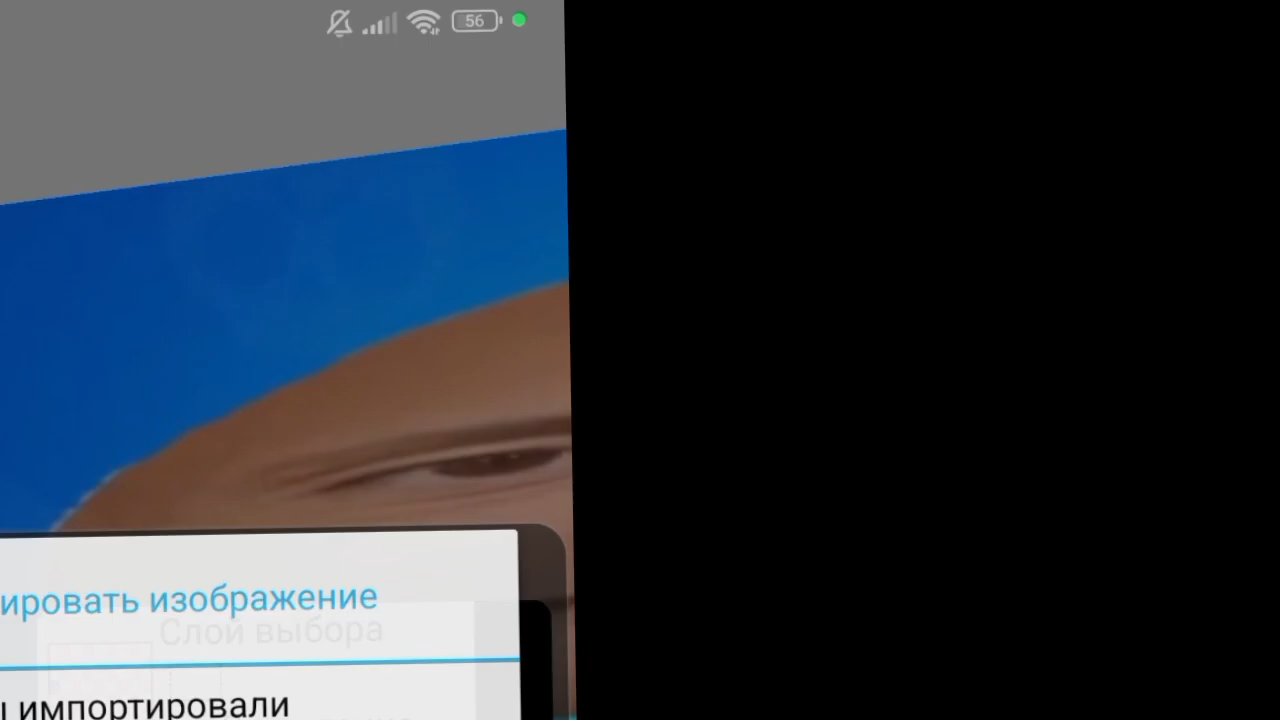 56
ировать изображение
Слой выбора
импортировали